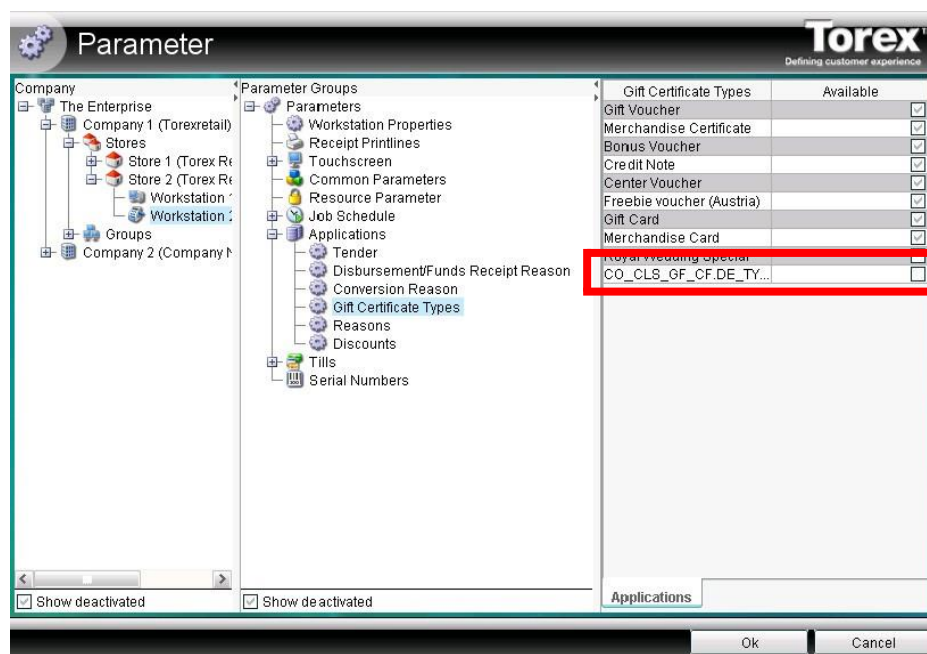 Parameter
Torex
Defining customer experience
Company
The Enterprise
Company 1 (Torexretail)
Stores
Store 1 (Torex Re
Store 2 (Torex Re
Workstation
Workstation 2
Groups
Company 2 (Company N
Show deactivated
Parameter Groups
Parameters
Workstation Properties
Receipt Printlines
Touchscreen
Common Parameters
Resource Parameter
Job Schedule
Applications
Tender
Disbursement/Funds Receipt Reason
Conversion Reason
Gift Certificate Types
Reasons
Discounts
Tills
Serial Numbers
Show deactivated
Gift Certificate Types Available
Gift Voucher
Merchandise Certificate
Bonus Voucher
Credit Note
Center Voucher
Freebie voucher (Austria)
Gift Card
Merchandise Card
Royal Wedding Special
CO_CLS_GF_CF.DE_TY...
Applications
Ok Cancel